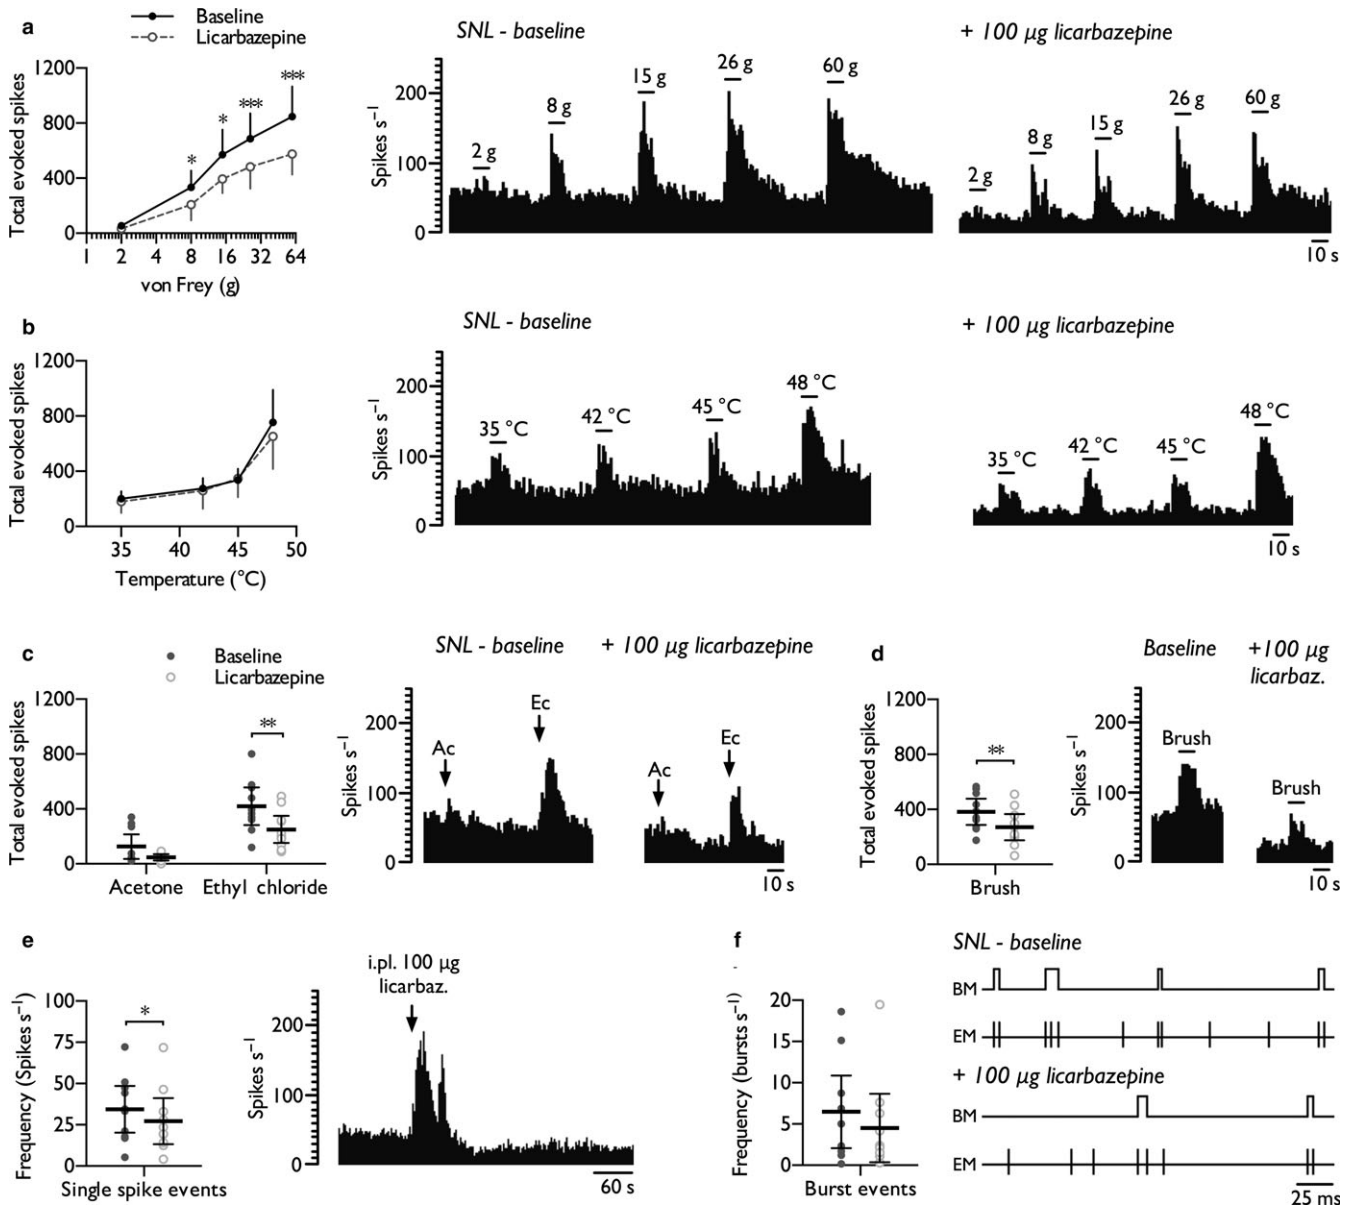 a
Baseline
Licarbazepine
Total evoked spikes
1200
800
400
0
* * *** ***
1 2 4 8 16 32 64
von Frey (g)
SNL - baseline
Spikes s⁻¹
200
100
0
2 g 8 g 15 g 26 g 60 g
+ 100 µg licarbazepine
2 g 8 g 15 g 26 g 60 g
10 s
b
Total evoked spikes
1200
800
400
0
35 40 45 50
Temperature (°C)
SNL - baseline
Spikes s⁻¹
200
100
0
35 °C 42 °C 45 °C 48 °C
+ 100 µg licarbazepine
35 °C 42 °C 45 °C 48 °C
10 s
c
Baseline
Licarbazepine
Total evoked spikes
1200
800
400
0
**
Acetone Ethyl chloride
SNL - baseline + 100 µg licarbazepine
Spikes s⁻¹
200
100
0
Ac Ec
Ac Ec
10 s
d
Total evoked spikes
1200
800
400
0
**
Brush
Baseline
+100 µg
licarbaz.
Spikes s⁻¹
200
100
0
Brush
Brush
10 s
e
Frequency (Spikes s⁻¹)
100
75
50
25
0
*
Single spike events
i.pl. 100 µg
licarbaz.
Spikes s⁻¹
200
100
0
60 s
f
Frequency (bursts s⁻¹)
20
15
10
5
0
Burst events
SNL - baseline
BM
EM
+ 100 µg licarbazepine
BM
EM
25 ms